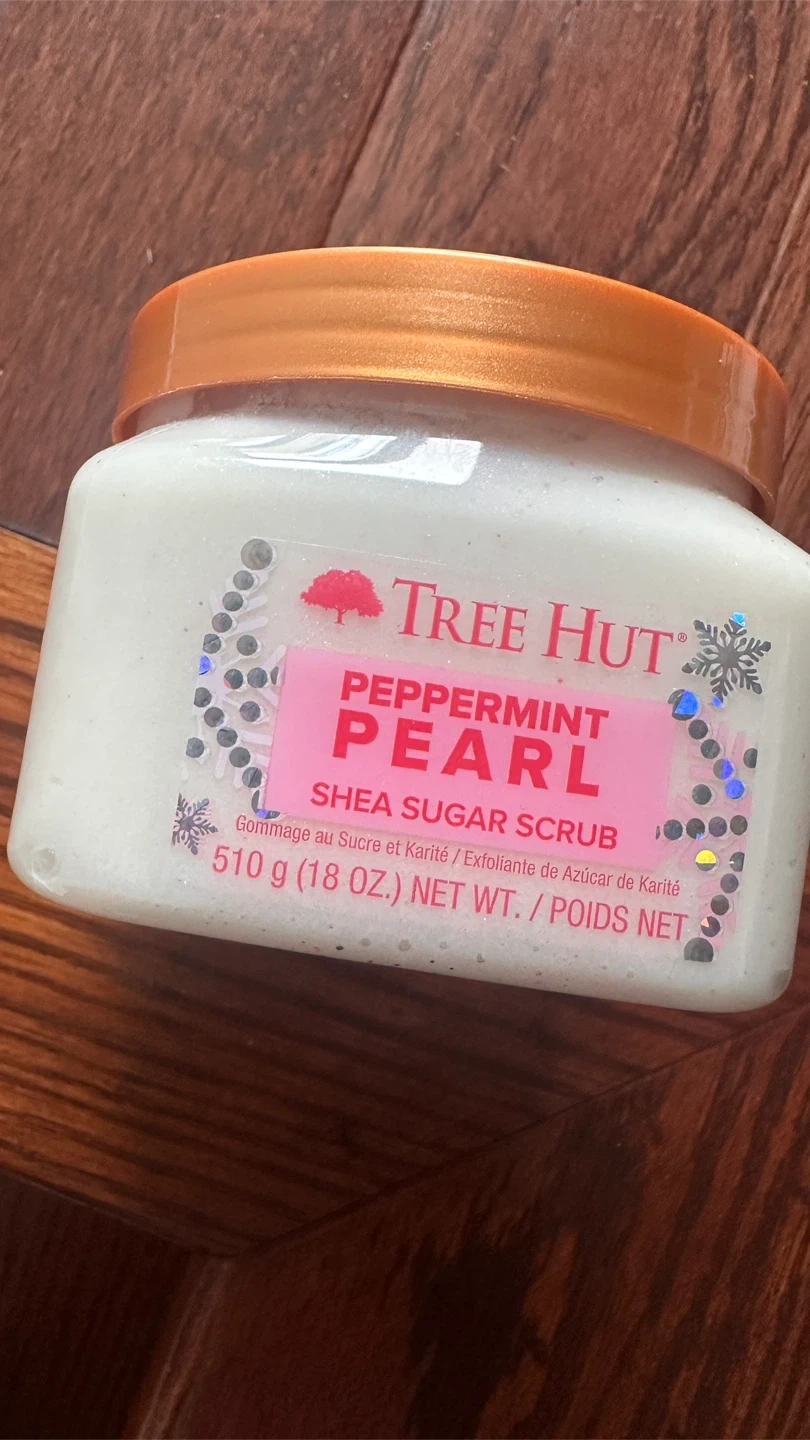 TREE HUT®
PEPPERMINT
PEARL
SHEA SUGAR SCRUB
Gommage au Sucre et Karité / Exfoliante de Azúcar de Karité
510 g (18 OZ.) NET WT. / POIDS NET